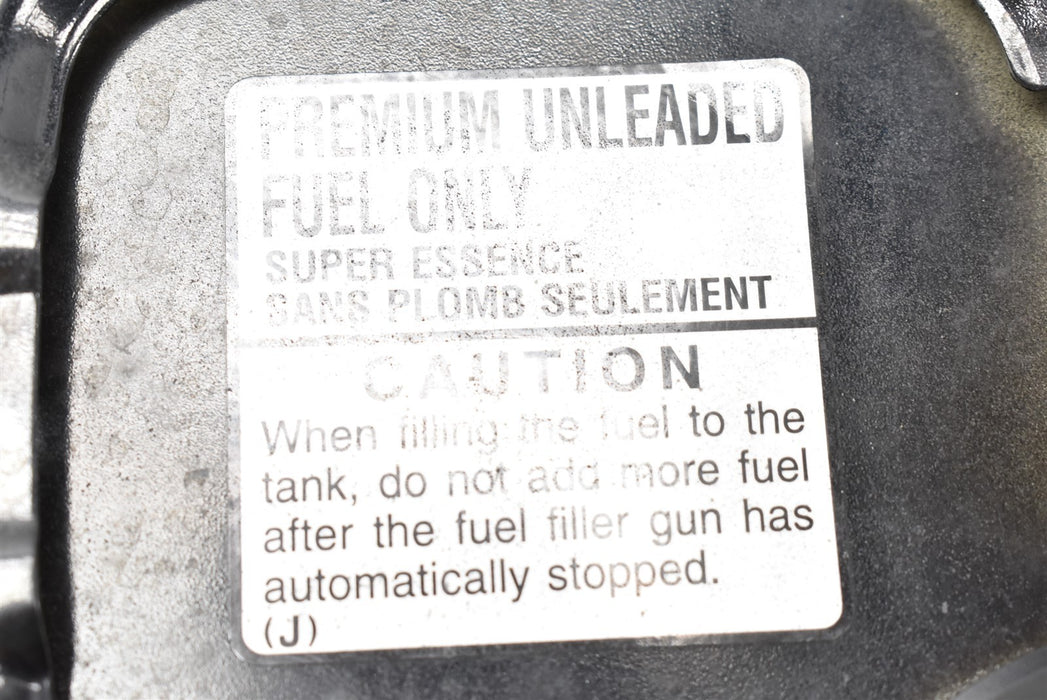 PREMIUM UNLEADED
FUEL ONLY
SUPER ESSENCE
SANS PLOMB SEULEMENT
CAUTION
When filling the fuel to the
tank, do not add more fuel
after the fuel filler gun has
automatically stopped.
(J)